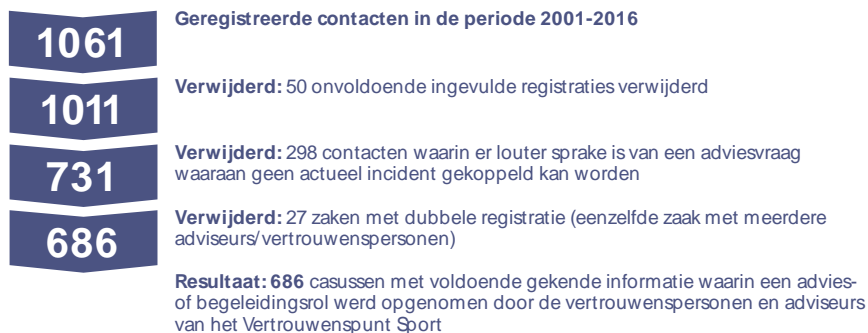 1061
Geregistreerde contacten in de periode 2001-2016
1011
Verwijderd: 50 onvoldoende ingevulde registraties verwijderd
731
Verwijderd: 298 contacten waarin er louter sprake is van een adviesvraag
waaraan geen actueel incident gekoppeld kan worden
686
Verwijderd: 27 zaken met dubbele registratie (eenzelfde zaak met meerdere
adviseurs/vertrouwenspersonen)
Resultaat: 686 casussen met voldoende gekende informatie waarin een advies-
of begeleidingsrol werd opgenomen door de vertrouwenspersonen en adviseurs
van het Vertrouwenspunt Sport